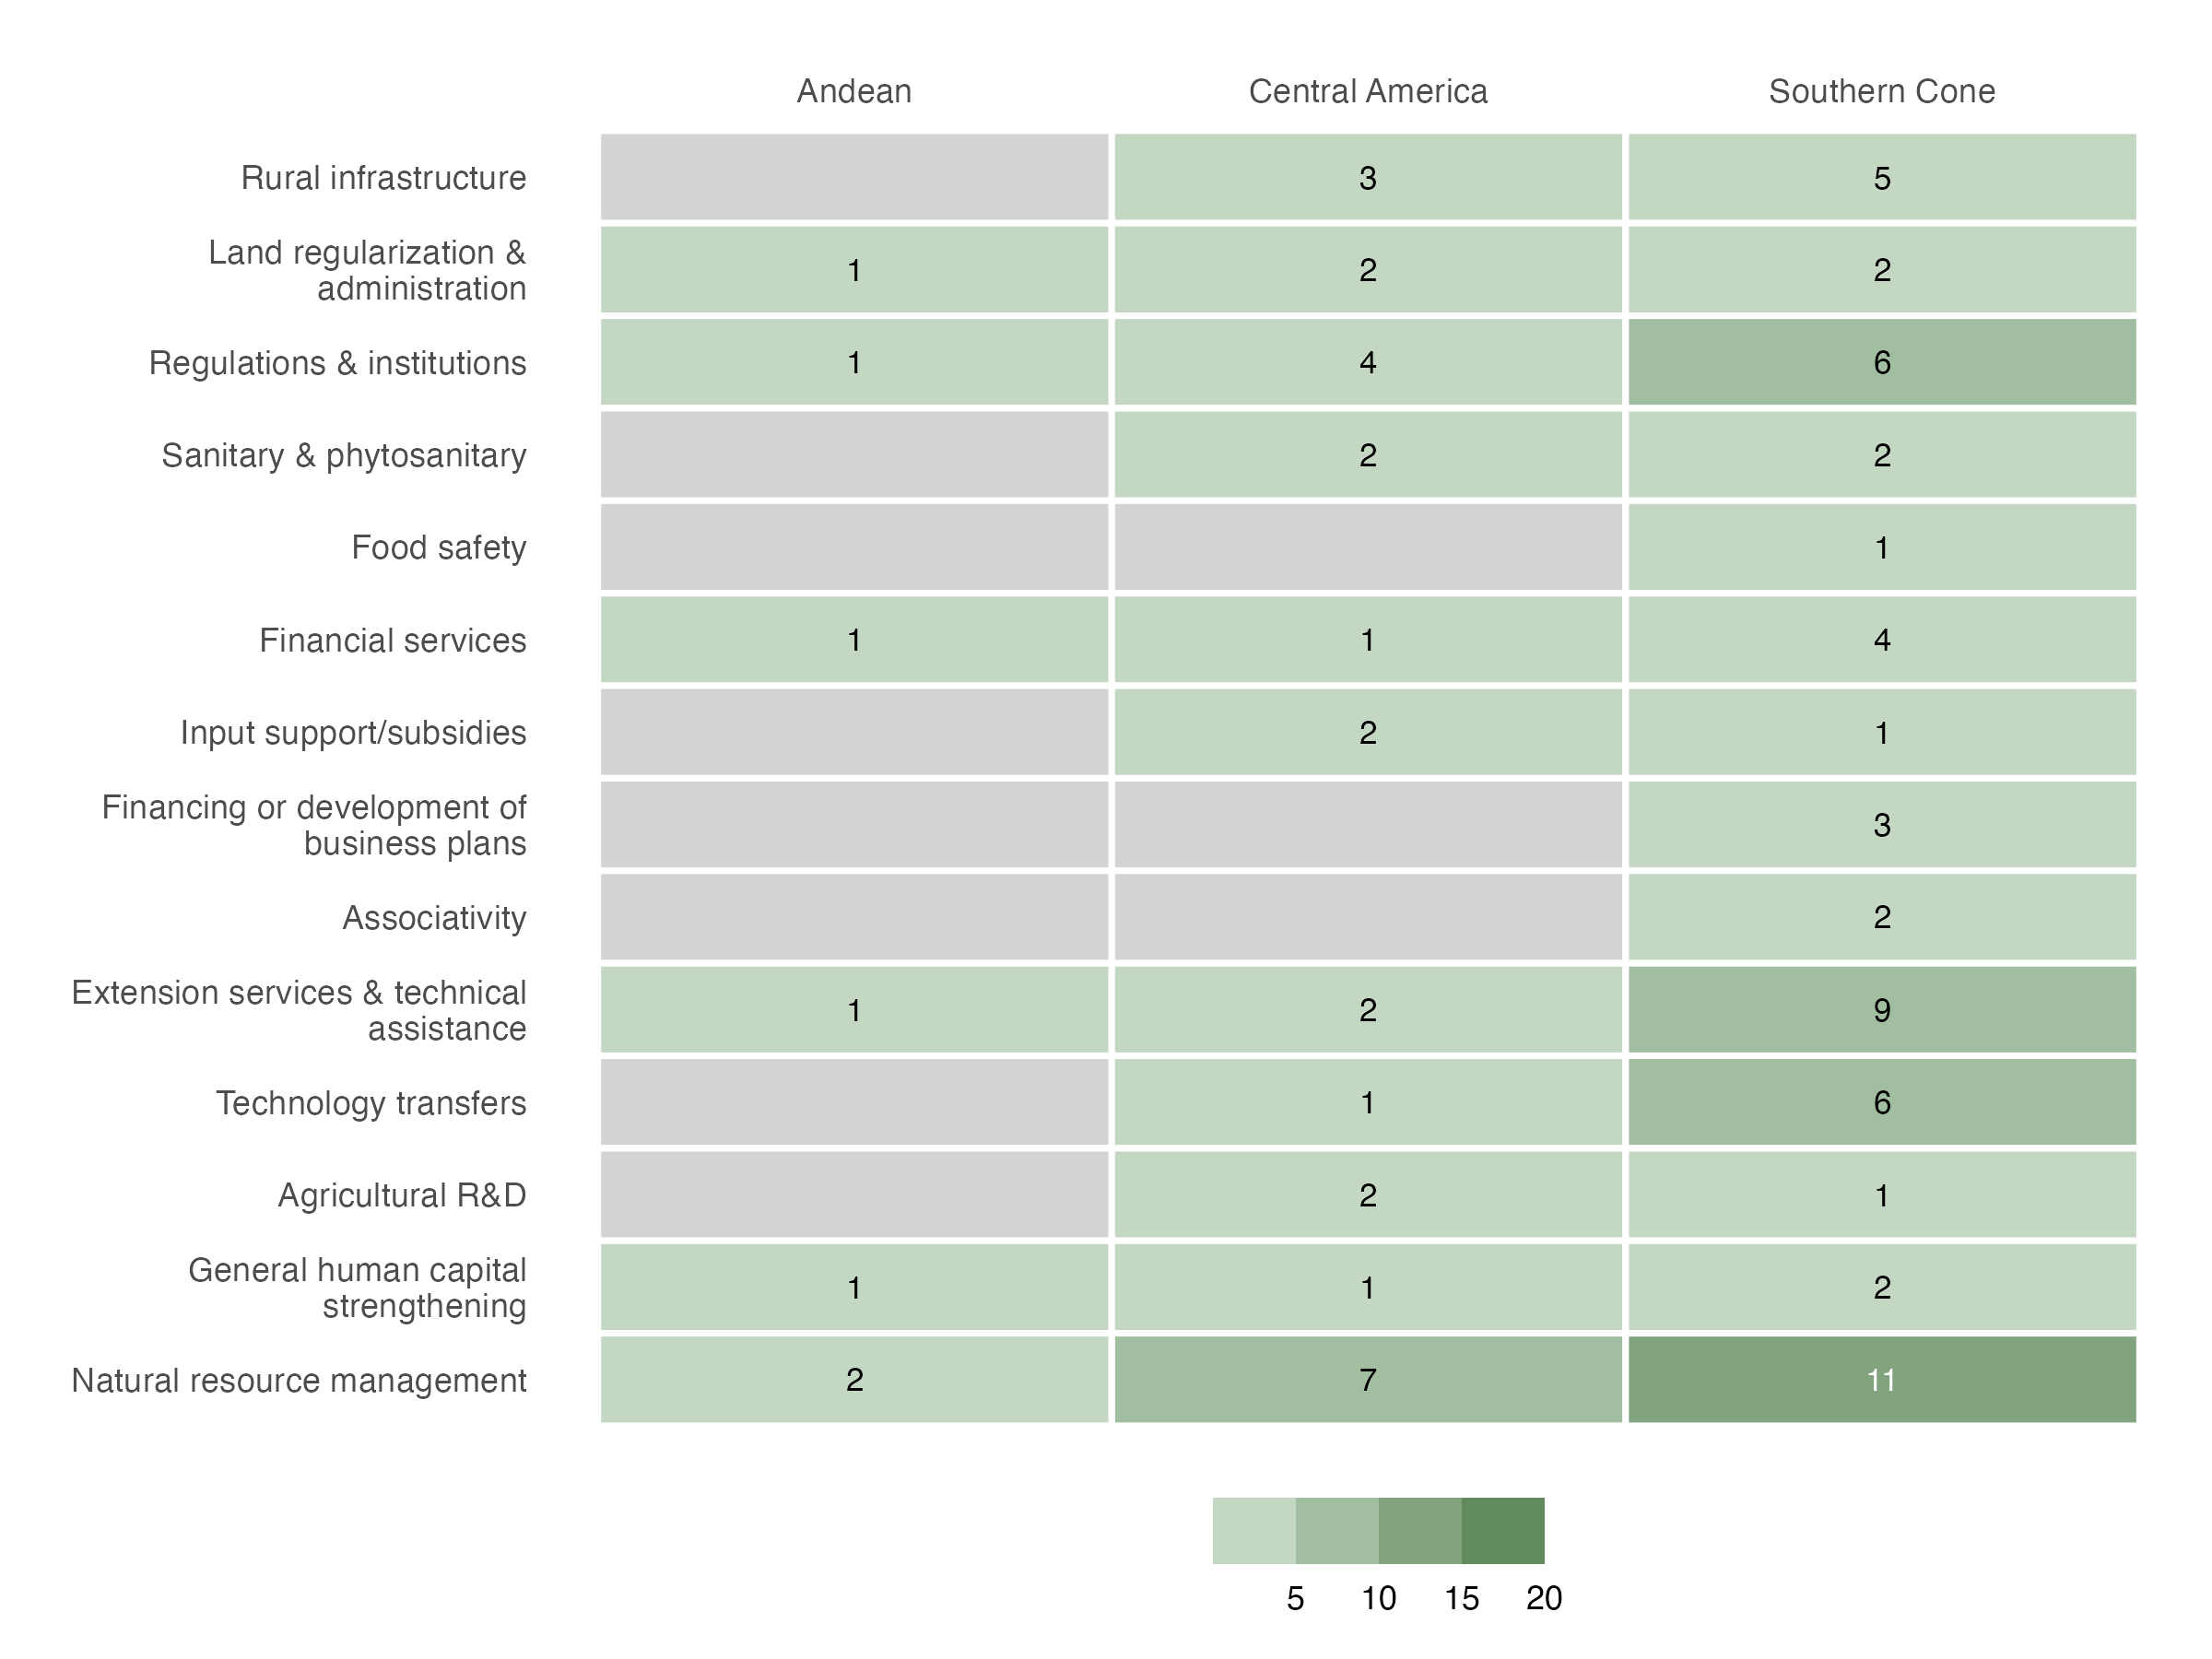 Andean Central America Southern Cone
Rural infrastructure 3 5
Land regularization &
administration 1 2 2
Regulations & institutions 1 4 6
Sanitary & phytosanitary 2 2
Food safety 1
Financial services 1 1 4
Input support/subsidies 2 1
Financing or development of
business plans 3
Associativity 2
Extension services & technical
assistance 1 2 9
Technology transfers 1 6
Agricultural R&D 2 1
General human capital
strengthening 1 1 2
Natural resource management 2 7 11
5 10 15 20